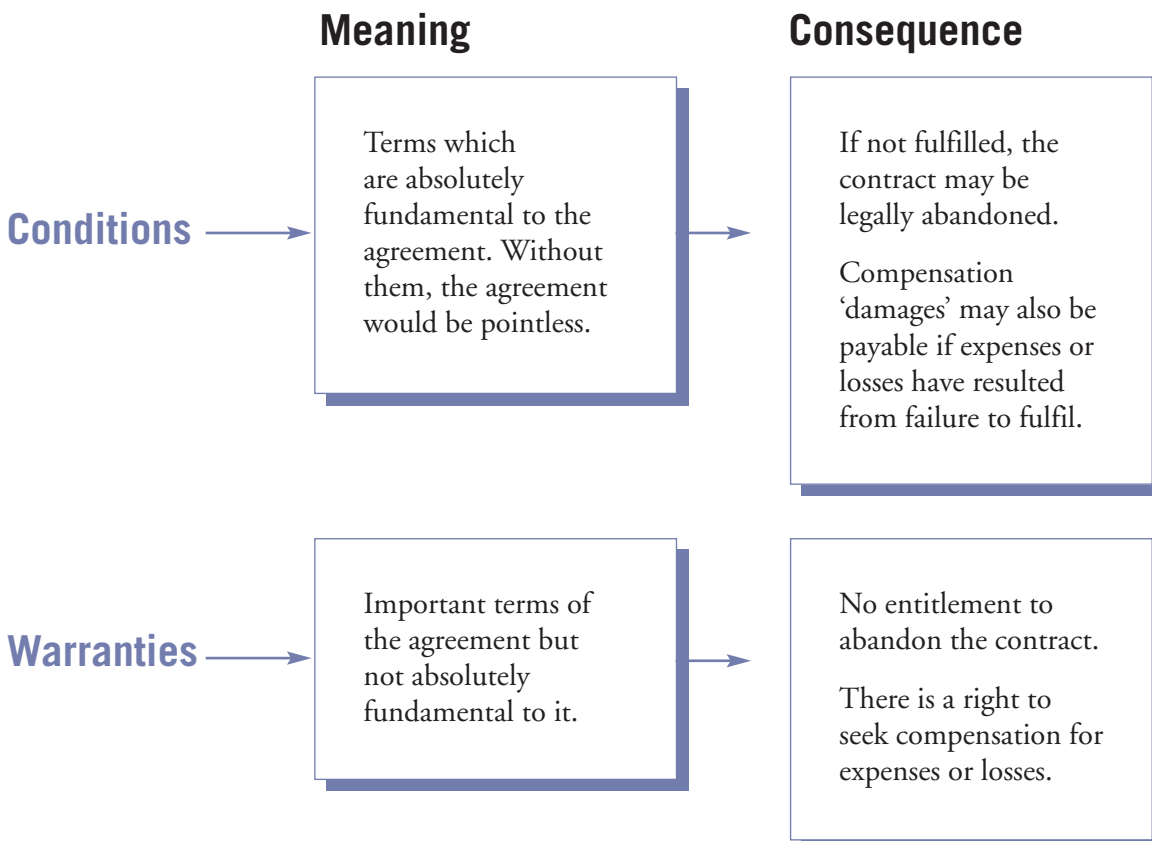 Meaning
Consequence
Conditions
Terms which
are absolutely
fundamental to the
agreement. Without
them, the agreement
would be pointless.
If not fulfilled, the
contract may be
legally abandoned.
Compensation
‘damages’ may also be
payable if expenses or
losses have resulted
from failure to fulfil.
Warranties
Important terms of
the agreement but
not absolutely
fundamental to it.
No entitlement to
abandon the contract.
There is a right to
seek compensation for
expenses or losses.